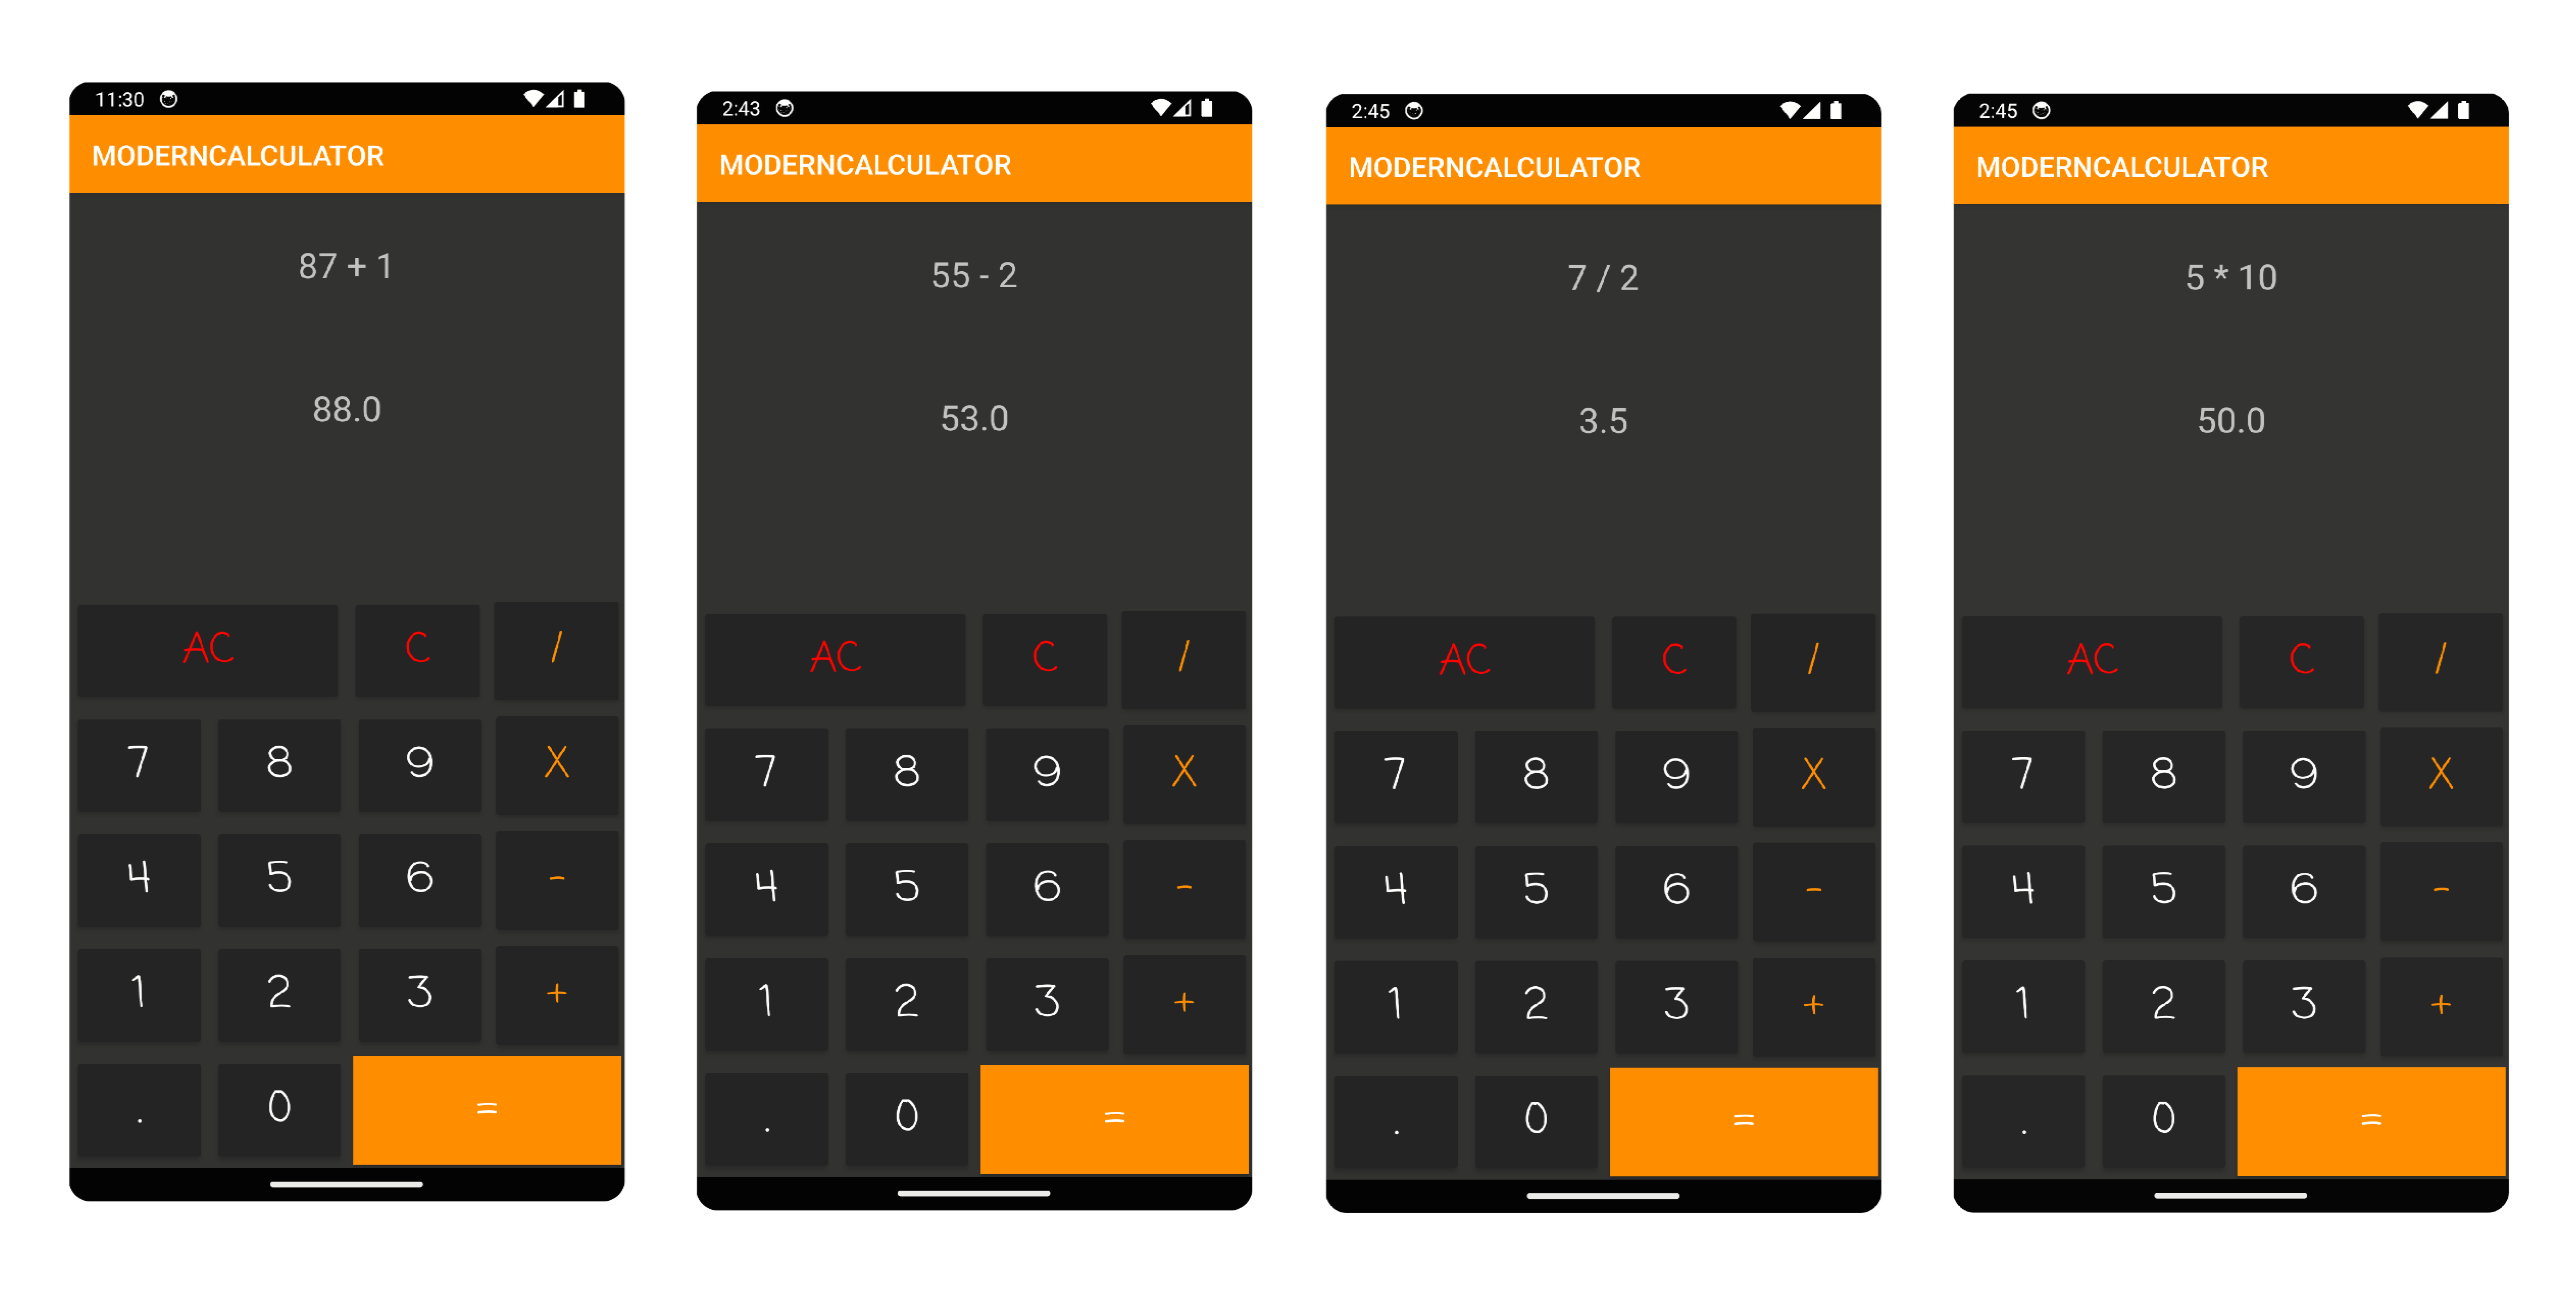 11:30
MODERNCALCULATOR
87 + 1
88.0
AC C /
7 8 9 X
4 5 6 -
1 2 3 +
. 0 =
2:43
MODERNCALCULATOR
55 - 2
53.0
AC C /
7 8 9 X
4 5 6 -
1 2 3 +
. 0 =
2:45
MODERNCALCULATOR
7 / 2
3.5
AC C /
7 8 9 X
4 5 6 -
1 2 3 +
. 0 =
2:45
MODERNCALCULATOR
5 * 10
50.0
AC C /
7 8 9 X
4 5 6 -
1 2 3 +
. 0 =